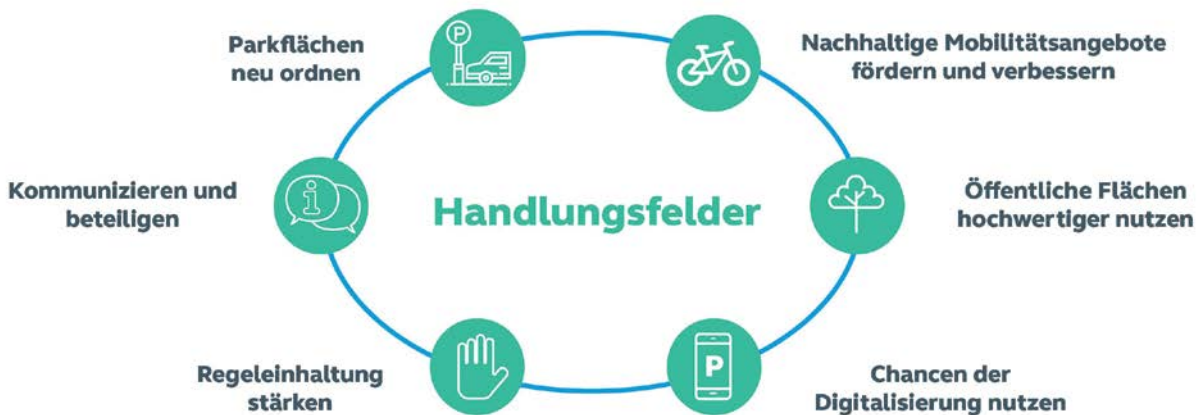 Parkflächen
neu ordnen
Nachhaltige Mobilitätsangebote
fördern und verbessern
Kommunizieren und
beteiligen
Handlungsfelder
Öffentliche Flächen
hochwertiger nutzen
Regeleinhaltung
stärken
Chancen der
Digitalisierung nutzen
P
P
i